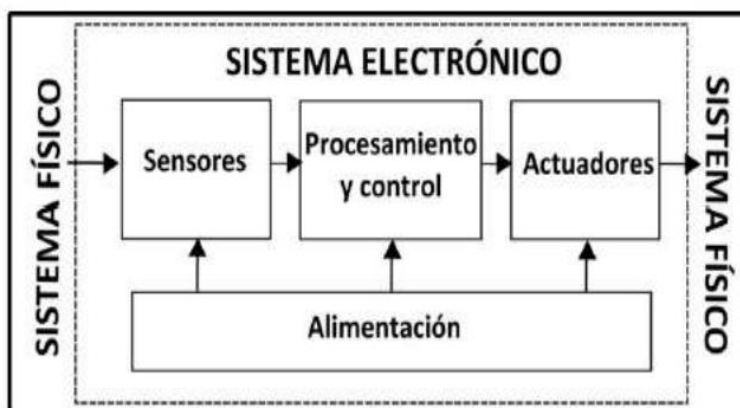 SISTEMA ELECTRÓNICO
SISTEMA FÍSICO
Sensores
Procesamiento
y control
Actuadores
SISTEMA FÍSICO
Alimentación